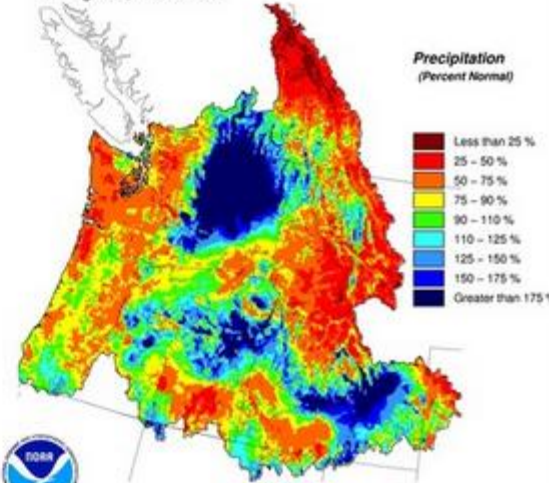 Precipitation
(Percent Normal)
Less than 25 %
25 – 50 %
50 – 75 %
75 – 90 %
90 – 110 %
110 – 125 %
125 – 150 %
150 – 175 %
Greater than 175
NOAA